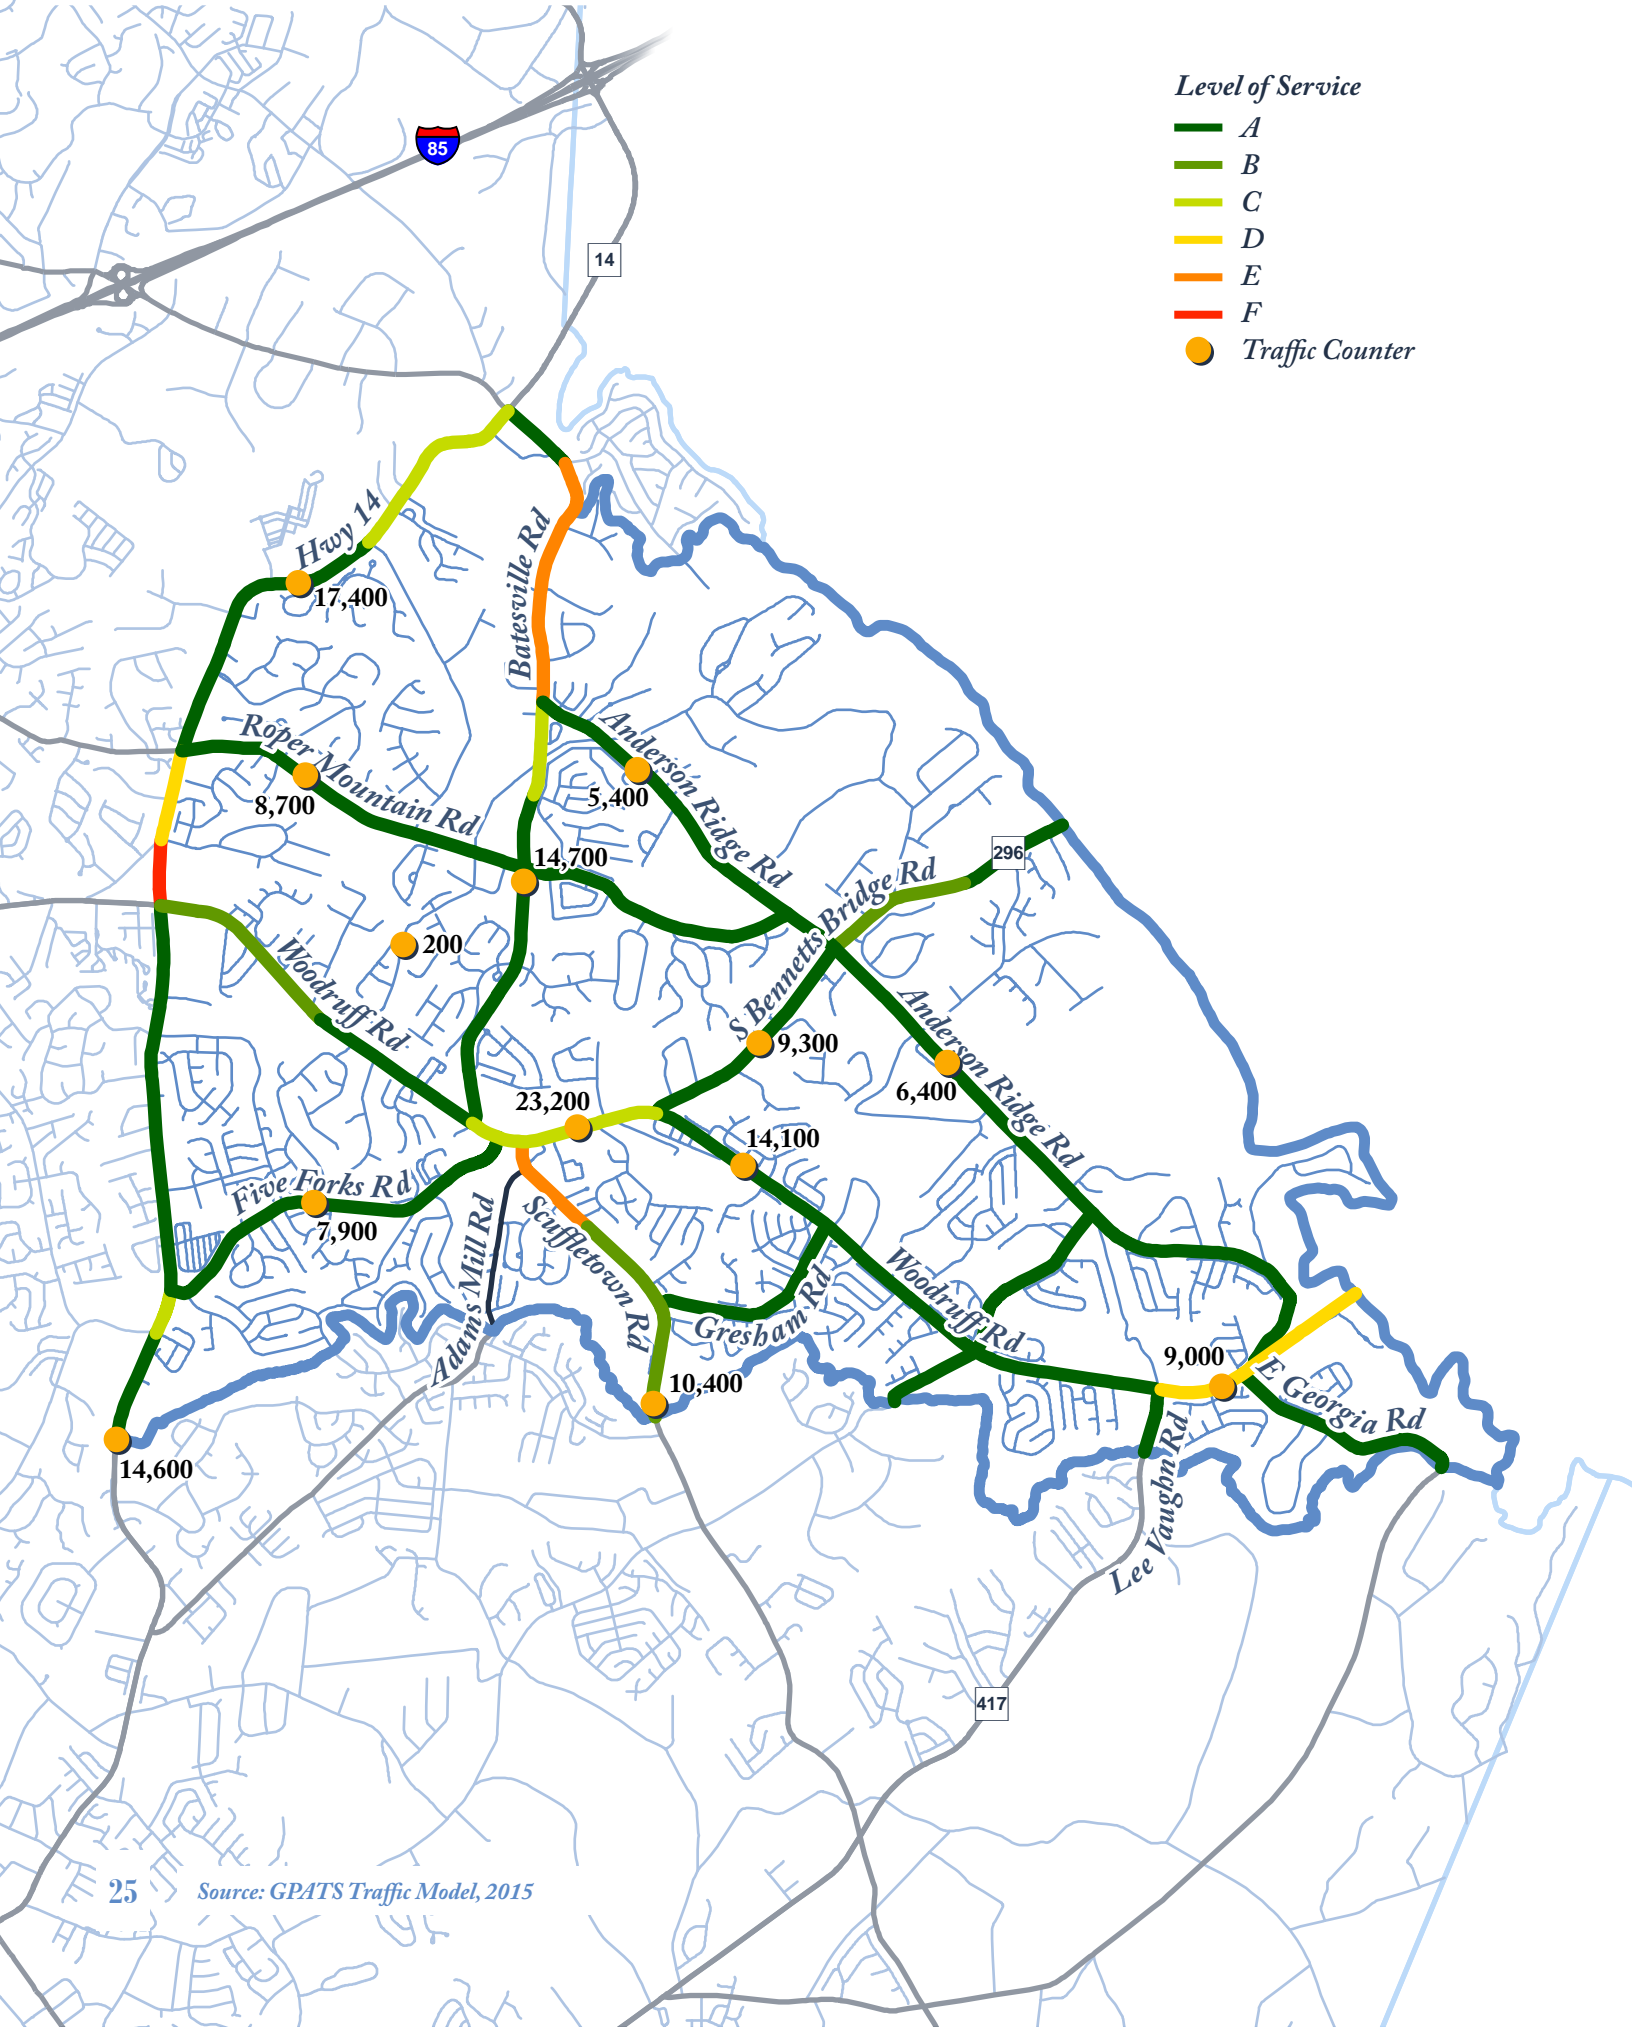 Level of Service
A
B
C
D
E
F
Traffic Counter
85
14
Hwy 14
17,400
Batesville Rd
Roper Mountain Rd
8,700
Anderson Ridge Rd
5,400
14,700
S Bennetts Bridge Rd
296
200
Woodruff Rd
9,300
Anderson Ridge Rd
6,400
23,200
14,100
Five Forks Rd
7,900
Adams Mill Rd
Scuffletown Rd
Gresham Rd
Woodruff Rd
9,000
E Georgia Rd
10,400
14,600
Lee Vaughn Rd
417
25
Source: GPATS Traffic Model, 2015